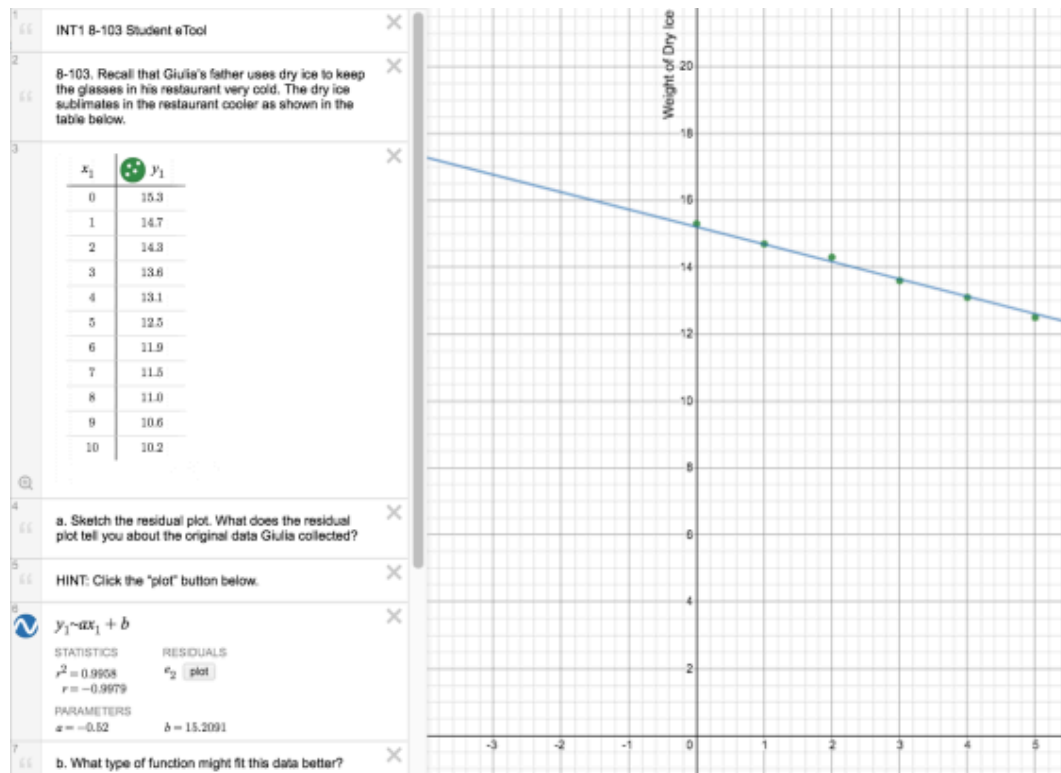 1
INT1 8-103 Student eTool
2
8-103. Recall that Giulia's father uses dry ice to keep
the glasses in his restaurant very cold. The dry ice
sublimates in the restaurant cooler as shown in the
table below.
3
x₁ y₁
0 15.3
1 14.7
2 14.3
3 13.6
4 13.1
5 12.5
6 11.9
7 11.5
8 11.0
9 10.6
10 10.2
4
a. Sketch the residual plot. What does the residual
plot tell you about the original data Giulia collected?
5
HINT: Click the "plot" button below.
6
y₁~ax₁ + b
STATISTICS RESIDUALS
r² = 0.9958 e₂ plot
r = −0.9979
PARAMETERS
a = −0.52 b = 15.2091
7
b. What type of function might fit this data better?
Weight of Dry Ice
20
18
16
14
12
10
8
6
4
2
-3 -2 -1 0 1 2 3 4 5